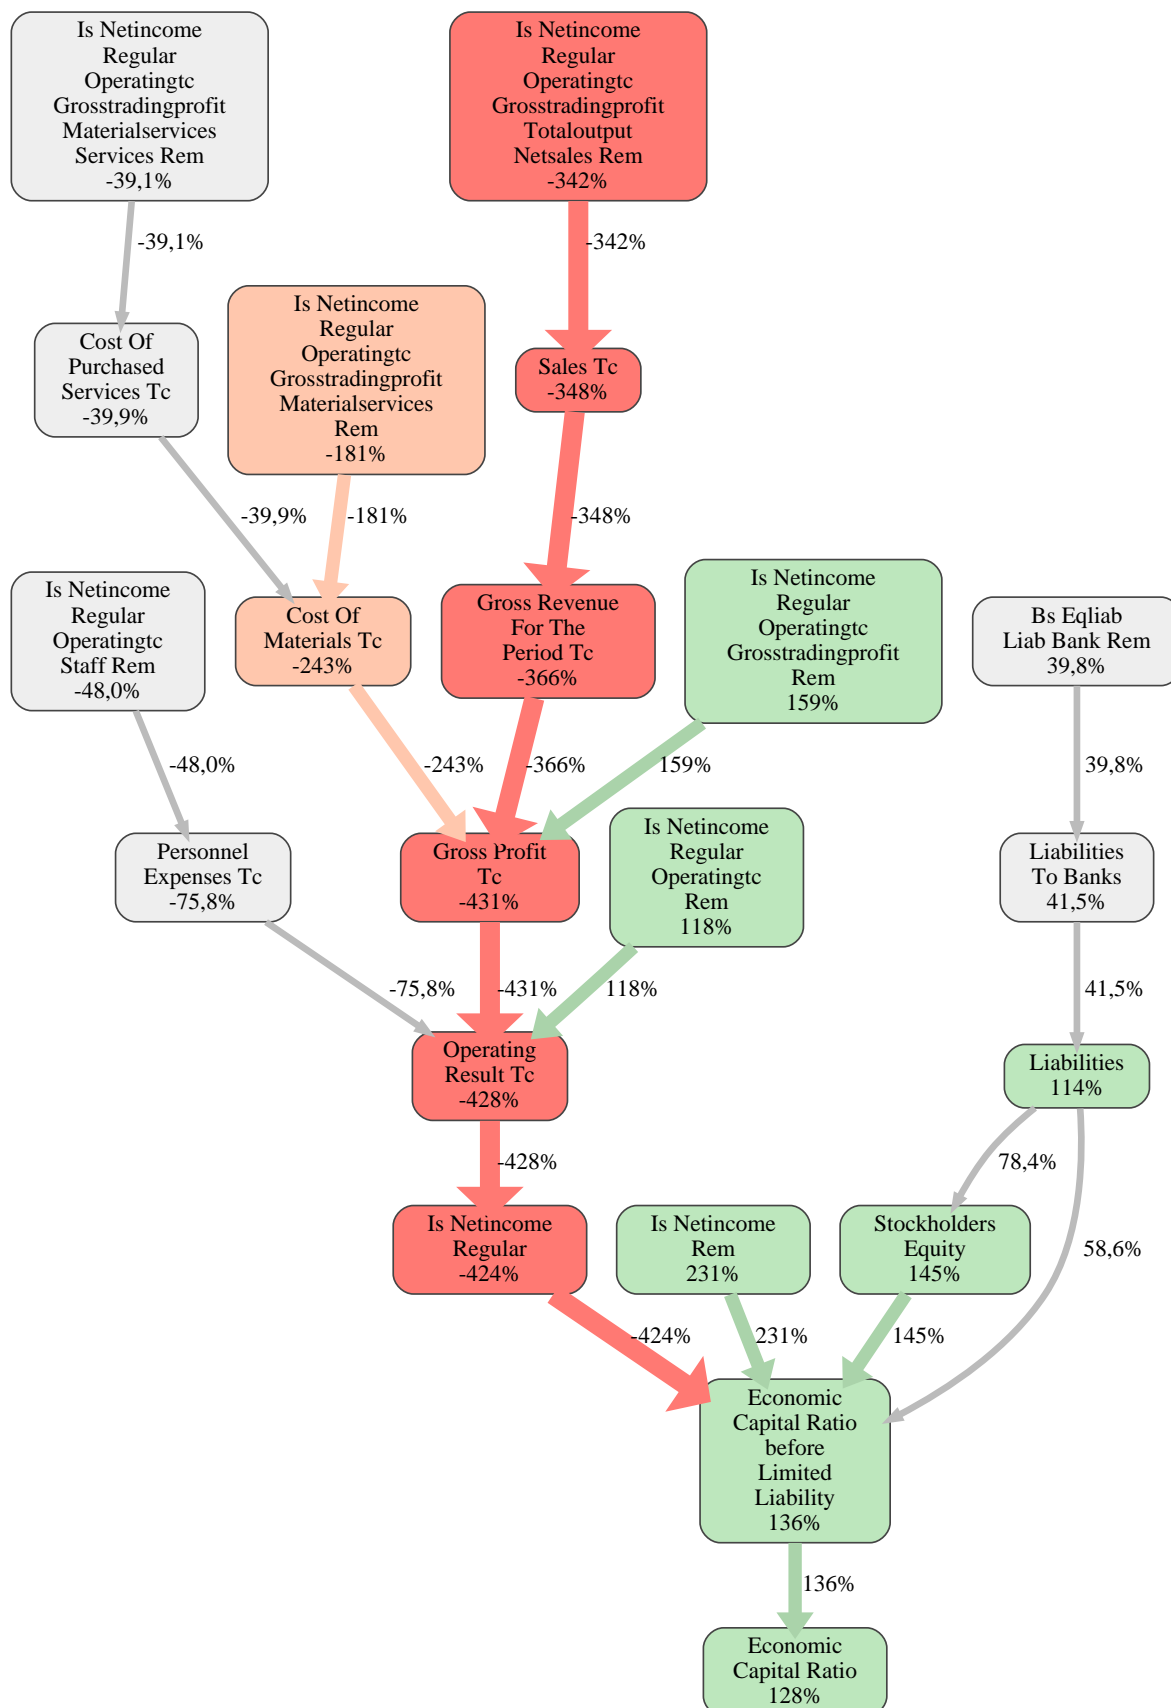 Is Netincome
Regular
Operatingtc
Grosstradingprofit
Materialservices
Services Rem
-39,1%
Is Netincome
Regular
Operatingtc
Grosstradingprofit
Totaloutput
Netsales Rem
-342%
-39,1%
-342%
Cost Of
Purchased
Services Tc
-39,9%
Is Netincome
Regular
Operatingtc
Grosstradingprofit
Materialservices
Rem
-181%
Sales Tc
-348%
-39,9%
-181%
-348%
Is Netincome
Regular
Operatingtc
Staff Rem
-48,0%
Cost Of
Materials Tc
-243%
Gross Revenue
For The
Period Tc
-366%
Is Netincome
Regular
Operatingtc
Grosstradingprofit
Rem
159%
Bs Eqliab
Liab Bank Rem
39,8%
-48,0%
-243%
-366%
159%
39,8%
Personnel
Expenses Tc
-75,8%
Gross Profit
Tc
-431%
Is Netincome
Regular
Operatingtc
Rem
118%
Liabilities
To Banks
41,5%
-75,8%
-431%
118%
41,5%
Operating
Result Tc
-428%
Liabilities
114%
-428%
78,4%
58,6%
Is Netincome
Regular
-424%
Is Netincome
Rem
231%
Stockholders
Equity
145%
-424%
231%
145%
Economic
Capital Ratio
before
Limited
Liability
136%
136%
Economic
Capital Ratio
128%